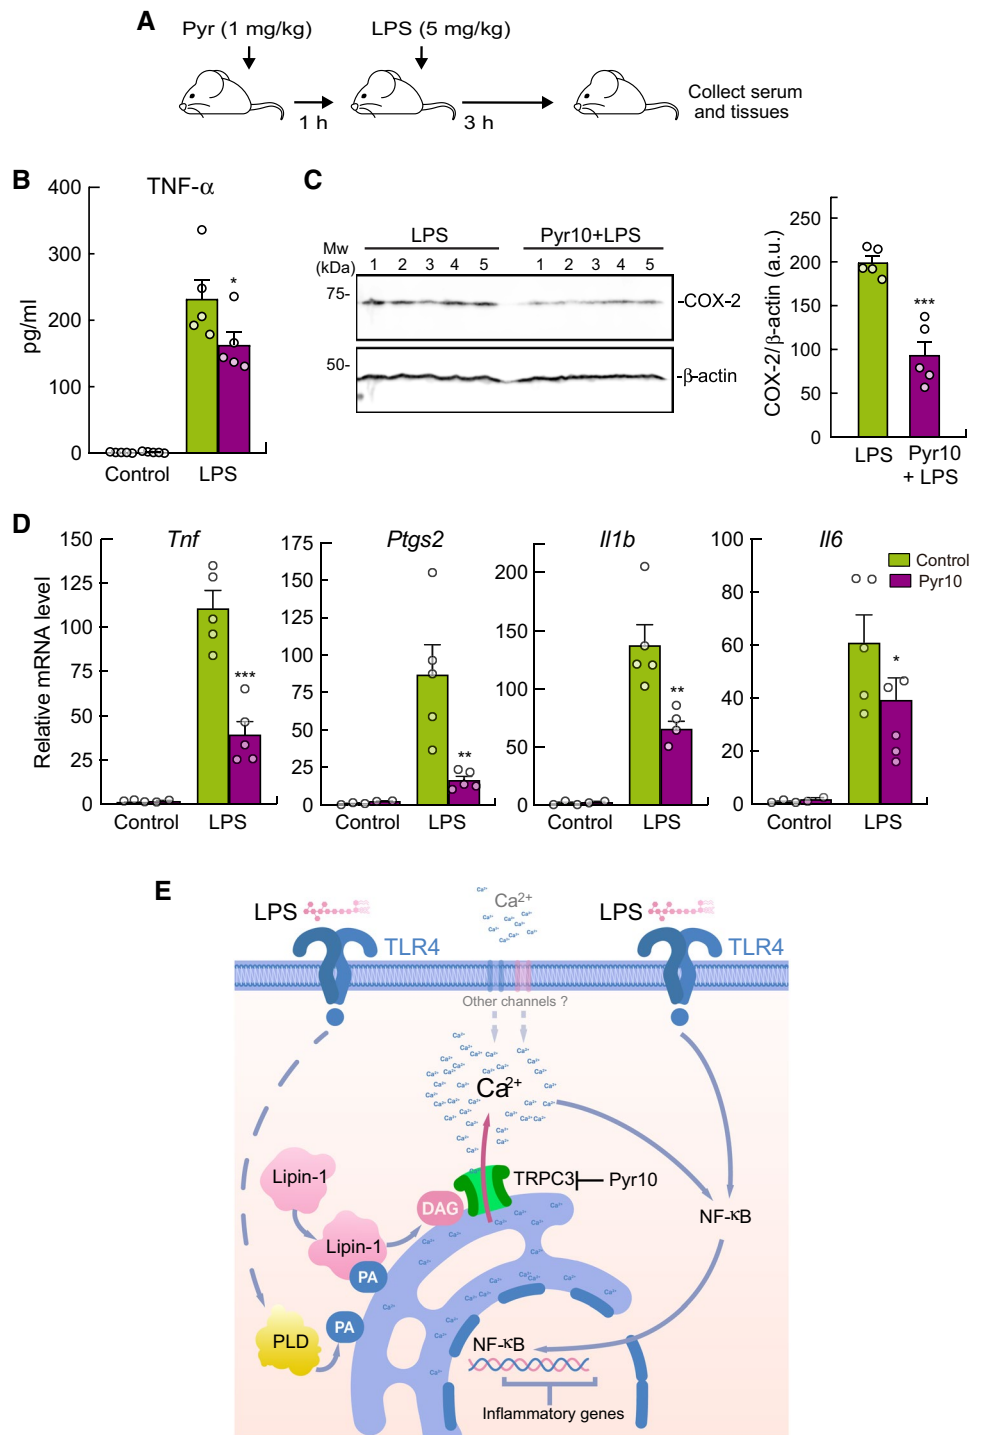 A
Pyr (1 mg/kg)
LPS (5 mg/kg)
1 h
3 h
Collect serum
and tissues
B
TNF-α
pg/ml
400
300
200
100
0
*
Control
LPS
C
Mw
(kDa)
LPS
Pyr10+LPS
1 2 3 4 5
1 2 3 4 5
75-
-COX-2
50-
-β-actin
COX-2/β-actin (a.u.)
250
200
150
100
50
0
***
LPS
Pyr10
+ LPS
D
Relative mRNA level
Tnf
150
125
100
75
50
25
0
***
Control
LPS
Ptgs2
175
150
125
100
75
50
25
0
**
Control
LPS
Il1b
200
150
100
50
0
**
Control
LPS
Il6
100
80
60
40
20
0
*
Control
LPS
Control
Pyr10
E
LPS
TLR4
Ca²⁺
LPS
TLR4
Other channels ?
Ca²⁺
Lipin-1
Lipin-1
PA
DAG
TRPC3
Pyr10
NF-κB
PLD
PA
NF-κB
Inflammatory genes